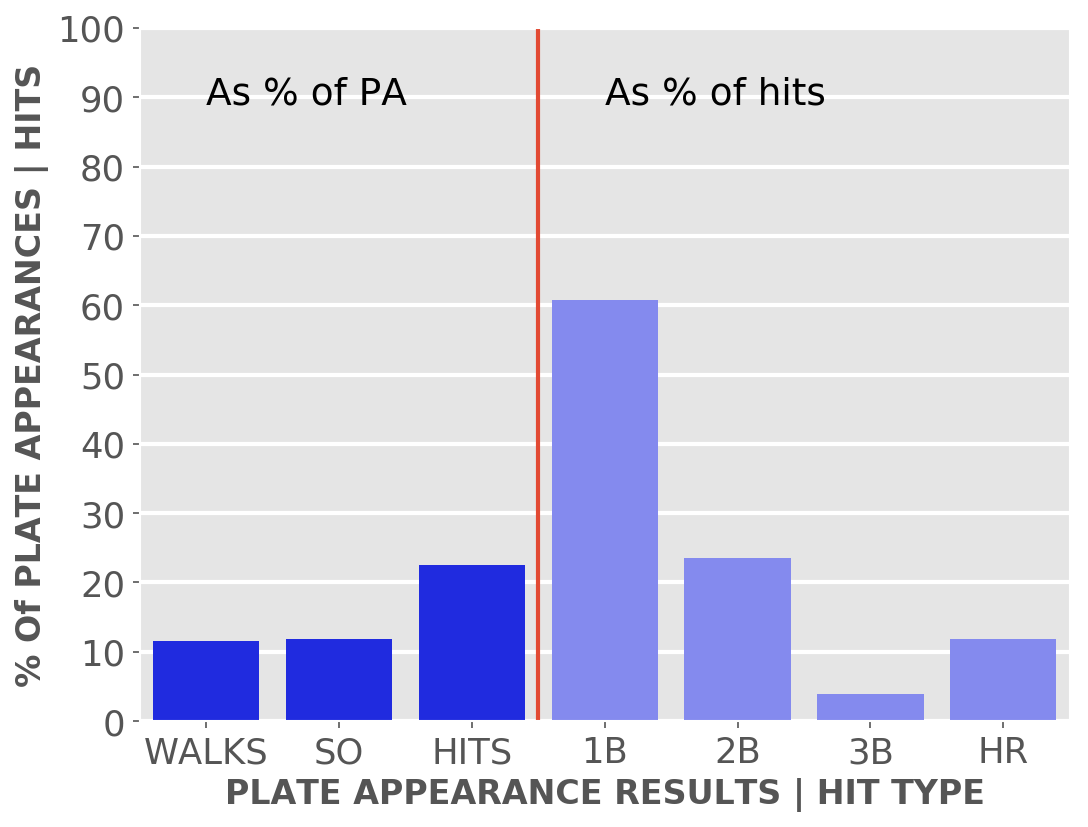 100
90
80
70
60
50
40
30
20
10
0
% Of PLATE APPEARANCES | HITS
As % of PA
As % of hits
WALKS SO HITS 1B 2B 3B HR
PLATE APPEARANCE RESULTS | HIT TYPE